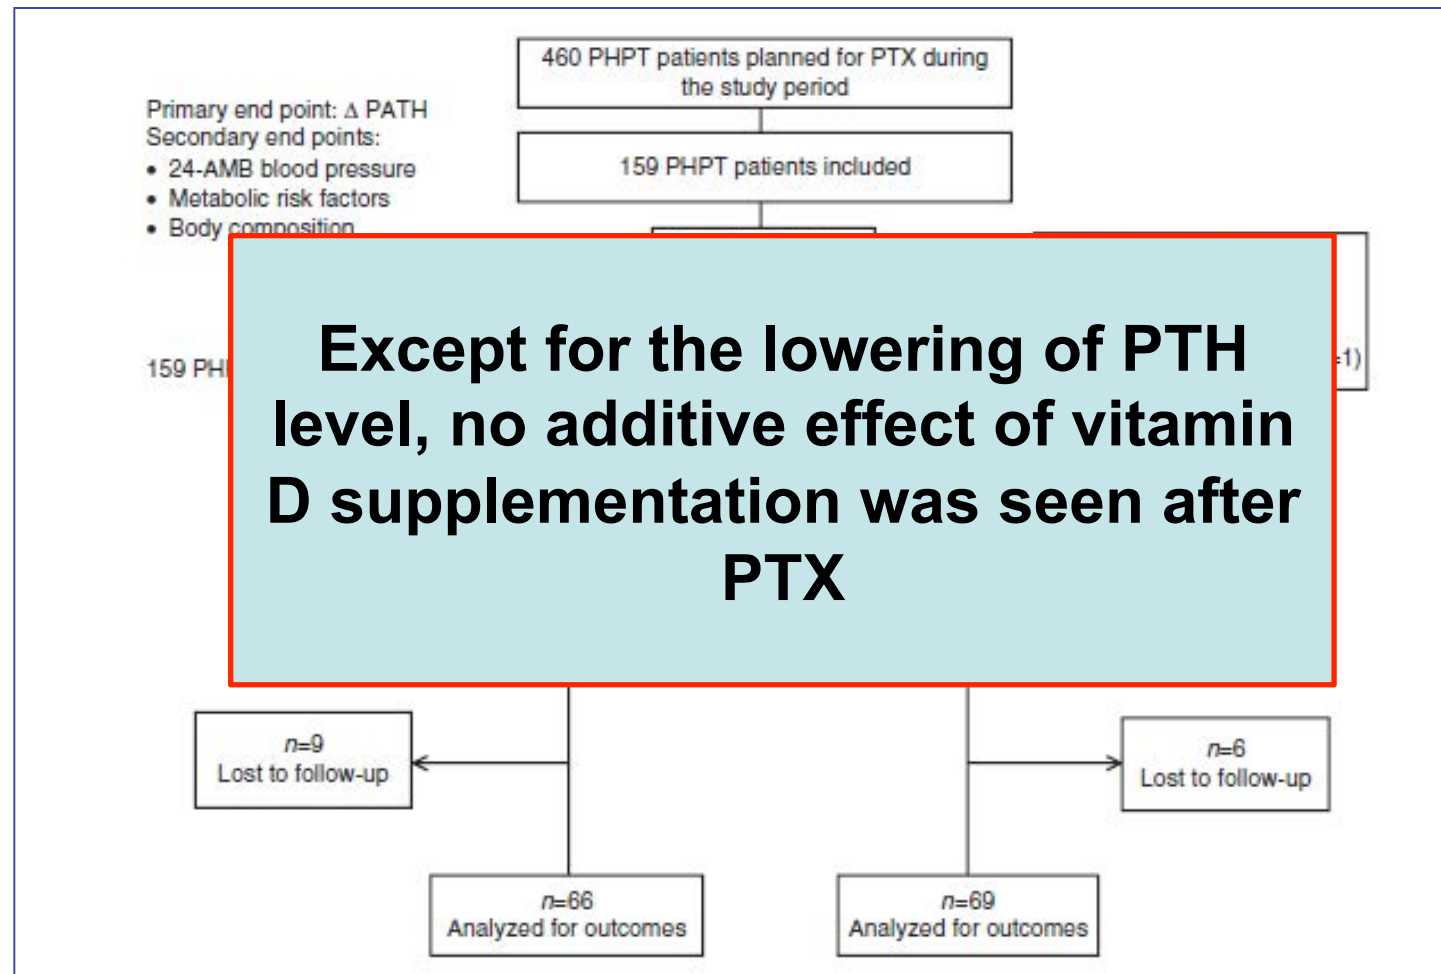 460 PHPT patients planned for PTX during
the study period
Primary end point: Δ PATH
Secondary end points:
• 24-AMB blood pressure
• Metabolic risk factors
• Body composition
159 PHPT patients included
159 PH
=1)
Except for the lowering of PTH
level, no additive effect of vitamin
D supplementation was seen after
PTX
n=9
Lost to follow-up
n=6
Lost to follow-up
n=66
Analyzed for outcomes
n=69
Analyzed for outcomes